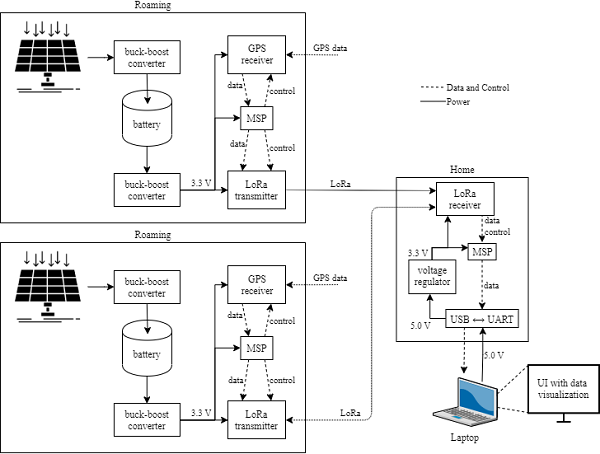 Roaming
buck-boost
converter
battery
buck-boost
converter
3.3 V
GPS
receiver
GPS data
data
control
MSP
data
control
LoRa
transmitter
LoRa
Data and Control
Power
Home
LoRa
receiver
data
control
3.3 V
MSP
voltage
regulator
data
5.0 V
USB ↔ UART
5.0 V
Laptop
UI with data
visualization
Roaming
buck-boost
converter
battery
buck-boost
converter
3.3 V
GPS
receiver
GPS data
data
control
MSP
data
control
LoRa
transmitter
LoRa